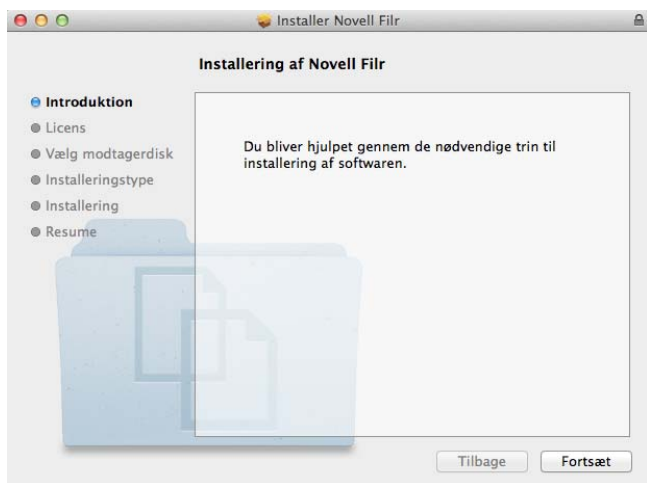 Installer Novell Filr
Installering af Novell Filr
Introduktion
Licens
Vælg modtagerdisk
Installeringstype
Installering
Resume
Du bliver hjulpet gennem de nødvendige trin til
installering af softwaren.
Tilbage
Fortsæt